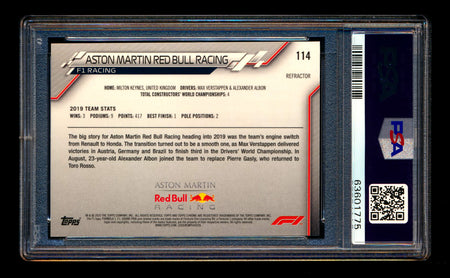 ASTON MARTIN RED BULL RACING
114
F1 RACING
REFRACTOR
HOME: MILTON KEYNES, UNITED KINGDOM DRIVERS: MAX VERSTAPPEN & ALEXANDER ALBON
TOTAL CONSTRUCTORS' WORLD CHAMPIONSHIPS: 4
2019 TEAM STATS
WINS: 3 PODIUMS: 9 POINTS: 417 BEST FINISH: 1 POLE POSITIONS: 2
The big story for Aston Martin Red Bull Racing heading into 2019 was the team's engine switch
from Renault to Honda. The transition turned out to be a smooth one, as Max Verstappen delivered
victories in Austria, Germany and Brazil to finish third in the Drivers' World Championship. In
August, 23-year-old Alexander Albon joined the team to replace Pierre Gasly, who returned to
Toro Rosso.
ASTON MARTIN
Red Bull
RACING
Topps
F1
PSA
63601775